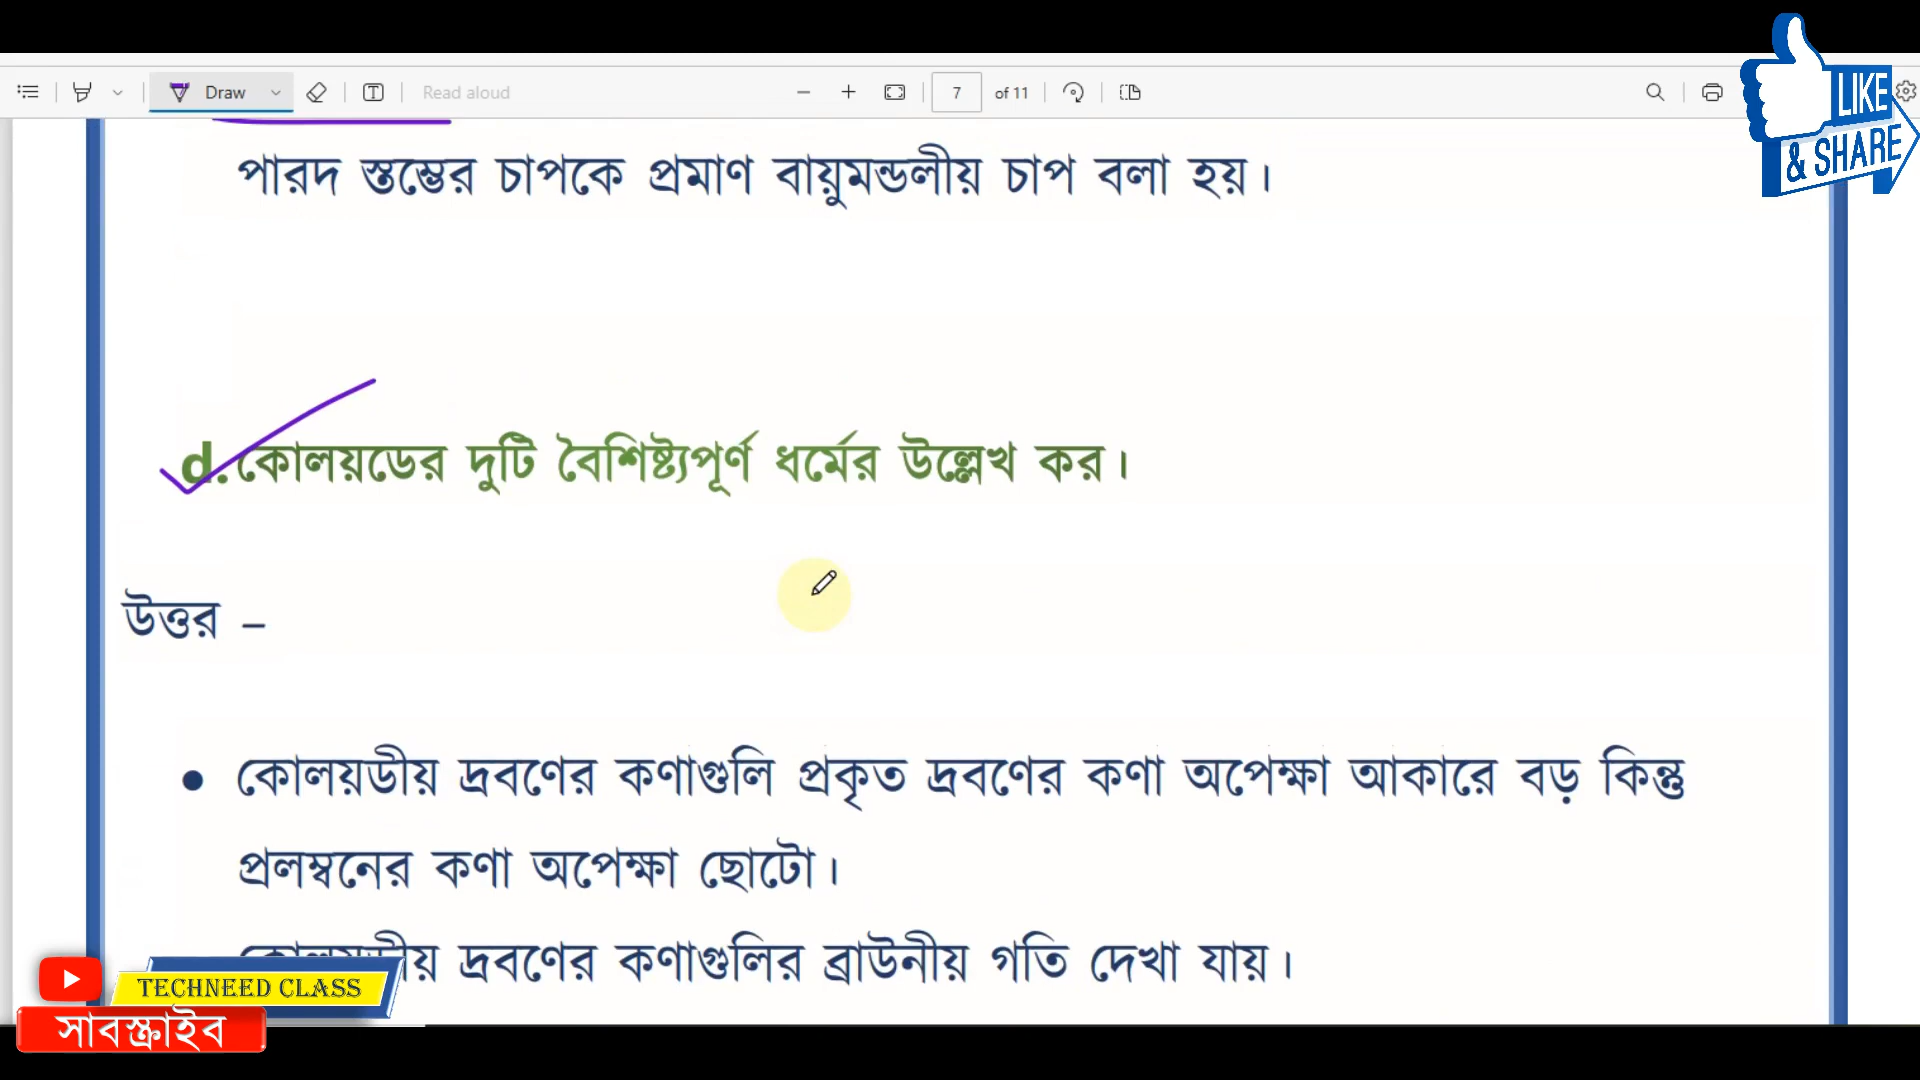 Draw
Read aloud
7 of 11
LIKE
& SHARE
পারদ স্তম্ভের চাপকে প্রমাণ বায়ুমন্ডলীয় চাপ বলা হয়।
d.কোলয়ডের দুটি বৈশিষ্ট্যপূর্ণ ধর্মের উল্লেখ কর।
উত্তর –
• কোলয়ডীয় দ্রবণের কণাগুলি প্রকৃত দ্রবণের কণা অপেক্ষা আকারে বড় কিন্তু
প্রলম্বনের কণা অপেক্ষা ছোটো।
কোলয়ডীয় দ্রবণের কণাগুলির ব্রাউনীয় গতি দেখা যায়।
TECHNEED CLASS
সাবস্ক্রাইব